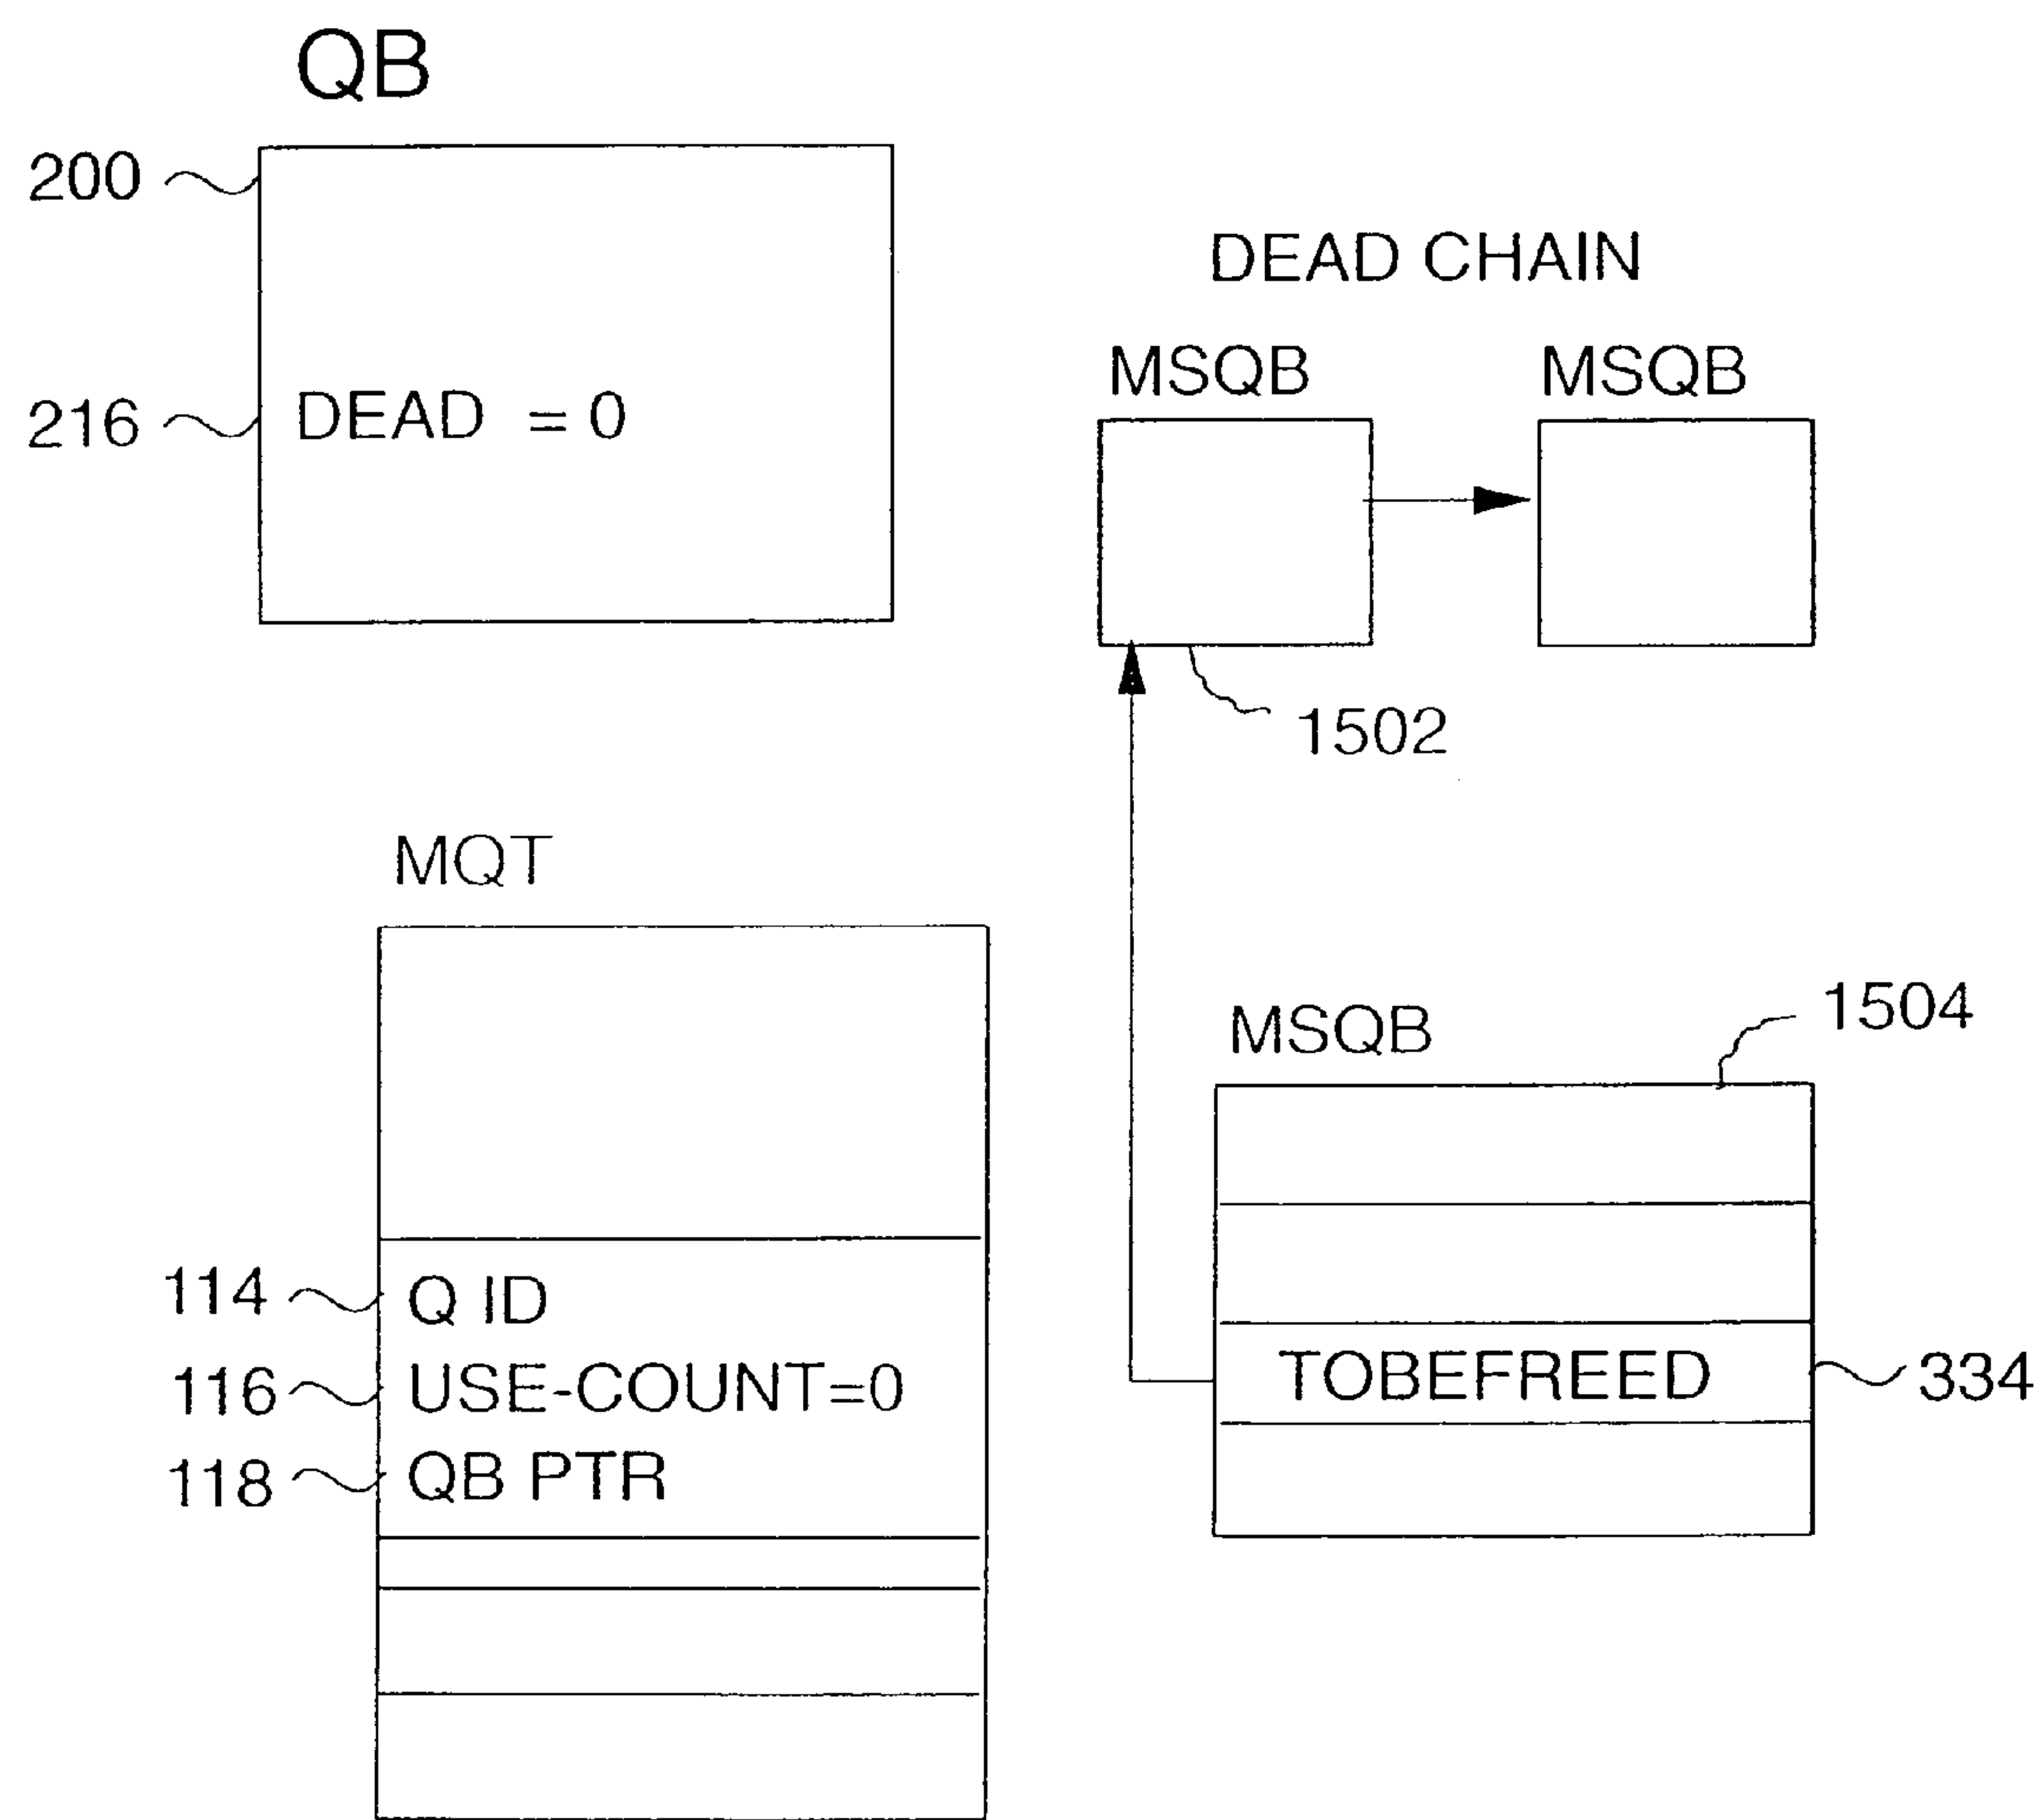 QB
200
216
DEAD = 0
DEAD CHAIN
MSQB
MSQB
1502
MQT
114
Q ID
116
USE-COUNT=0
118
QB PTR
MSQB
1504
TOBEFREED
334